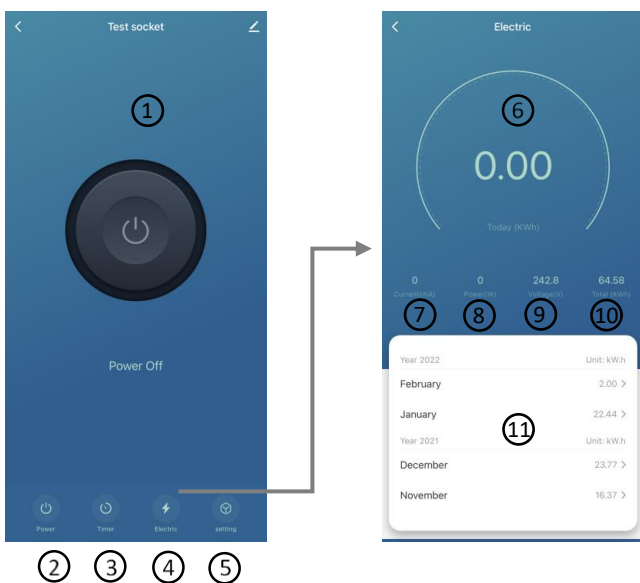 Test socket
1
Power Off
Power Timer Electric setting
2 3 4 5
Electric
6
0.00
Today (KWh)
0 0 242.8 64.58
Current(mA) Power(W) Voltage(V) Total (KWh)
7 8 9 10
Year 2022 Unit: kW.h
February 2.00 >
January 22.44 >
11
Year 2021 Unit: kW.h
December 23.77 >
November 16.37 >